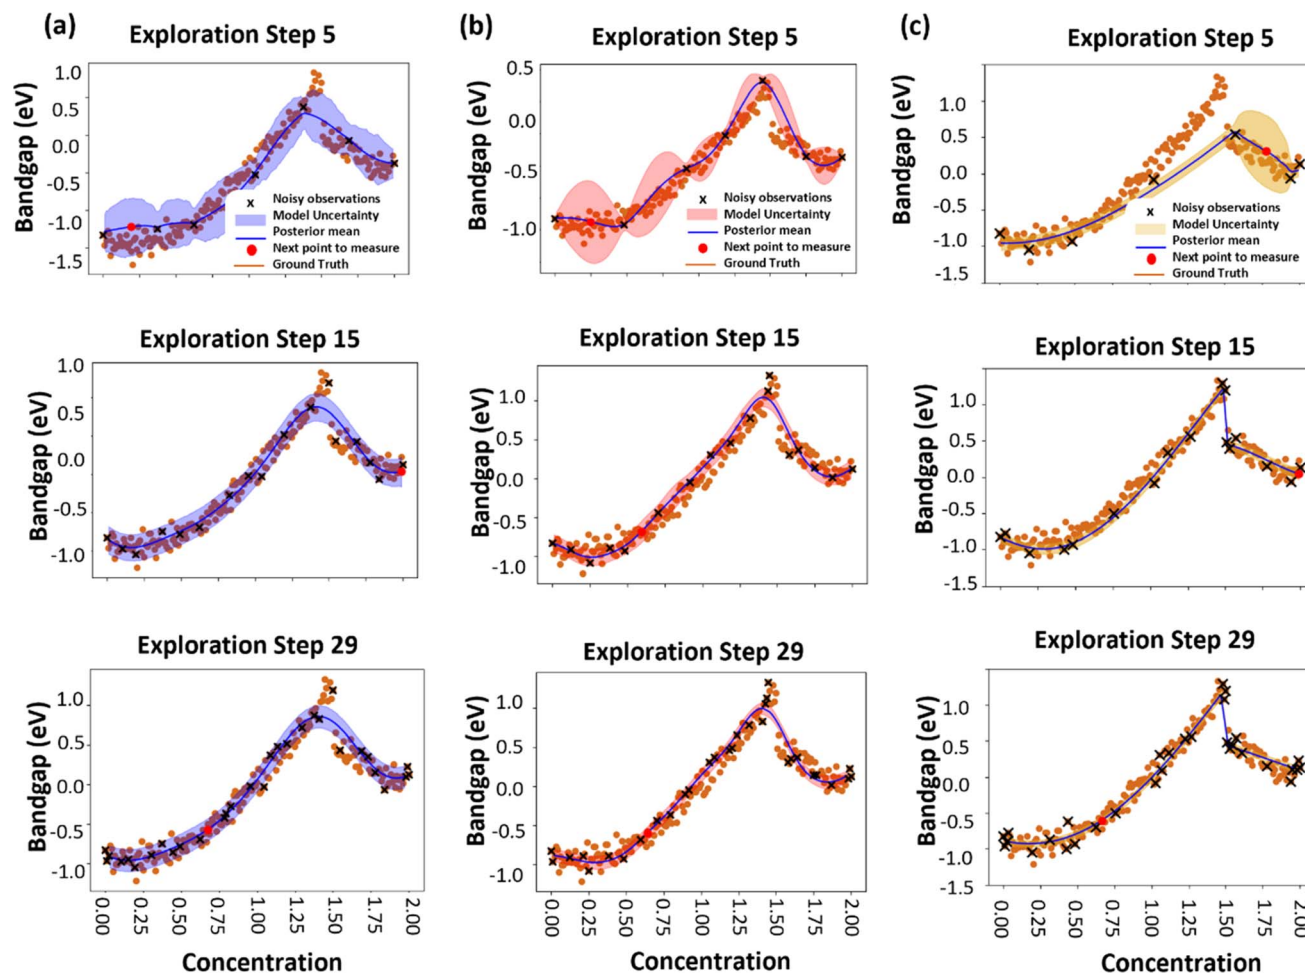 (a)
Exploration Step 5
1.0
0.5
0.0
-0.5
-1.0
-1.5
Bandgap (eV)
Noisy observations
Model Uncertainty
Posterior mean
Next point to measure
Ground Truth
(b)
Exploration Step 5
0.5
0.0
-0.5
-1.0
Bandgap (eV)
Noisy observations
Model Uncertainty
Posterior mean
Next point to measure
Ground Truth
(c)
Exploration Step 5
1.0
0.5
0.0
-0.5
-1.0
-1.5
Bandgap (eV)
Noisy observations
Model Uncertainty
Posterior mean
Next point to measure
Ground Truth
Exploration Step 15
1.0
0.5
0.0
-0.5
-1.0
Bandgap (eV)
Exploration Step 15
1.0
0.5
0.0
-0.5
-1.0
Bandgap (eV)
Exploration Step 15
1.0
0.5
0.0
-0.5
-1.0
-1.5
Bandgap (eV)
Exploration Step 29
1.0
0.5
0.0
-0.5
-1.0
Bandgap (eV)
0.00 0.25 0.50 0.75 1.00 1.25 1.50 1.75 2.00
Concentration
Exploration Step 29
1.0
0.5
0.0
-0.5
-1.0
Bandgap (eV)
0.00 0.25 0.50 0.75 1.00 1.25 1.50 1.75 2.00
Concentration
Exploration Step 29
1.0
0.5
0.0
-0.5
-1.0
-1.5
Bandgap (eV)
0.00 0.25 0.50 0.75 1.00 1.25 1.50 1.75 2.00
Concentration